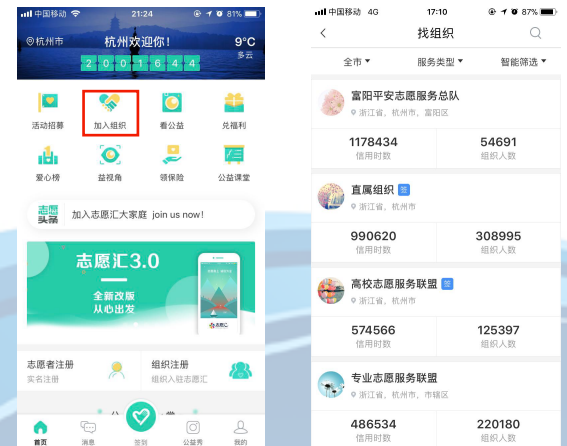 中国移动 21:24 81%
杭州市 杭州欢迎你! 9°C
多云
2 0 0 1 6 4 4
活动招募 加入组织 看公益 兑福利
爱心榜 益视角 领保险 公益课堂
志愿
头条
加入志愿汇大家庭 join us now!
志愿汇3.0
全新改版
从心出发
志愿汇
志愿者注册 组织注册
实名注册 组织入驻志愿汇
首页 消息 签到 公益秀 我的
中国移动 4G 17:10 87%
找组织
全市 服务类型 智能筛选
富阳平安志愿服务总队
浙江省, 杭州市, 富阳区
1178434 54691
信用时数 组织人数
直属组织 签
浙江省, 杭州市
990620 308995
信用时数 组织人数
高校志愿服务联盟 签
浙江省, 杭州市
574566 125397
信用时数 组织人数
专业志愿服务联盟
浙江省, 杭州市, 市辖区
486534 220180
信用时数 组织人数